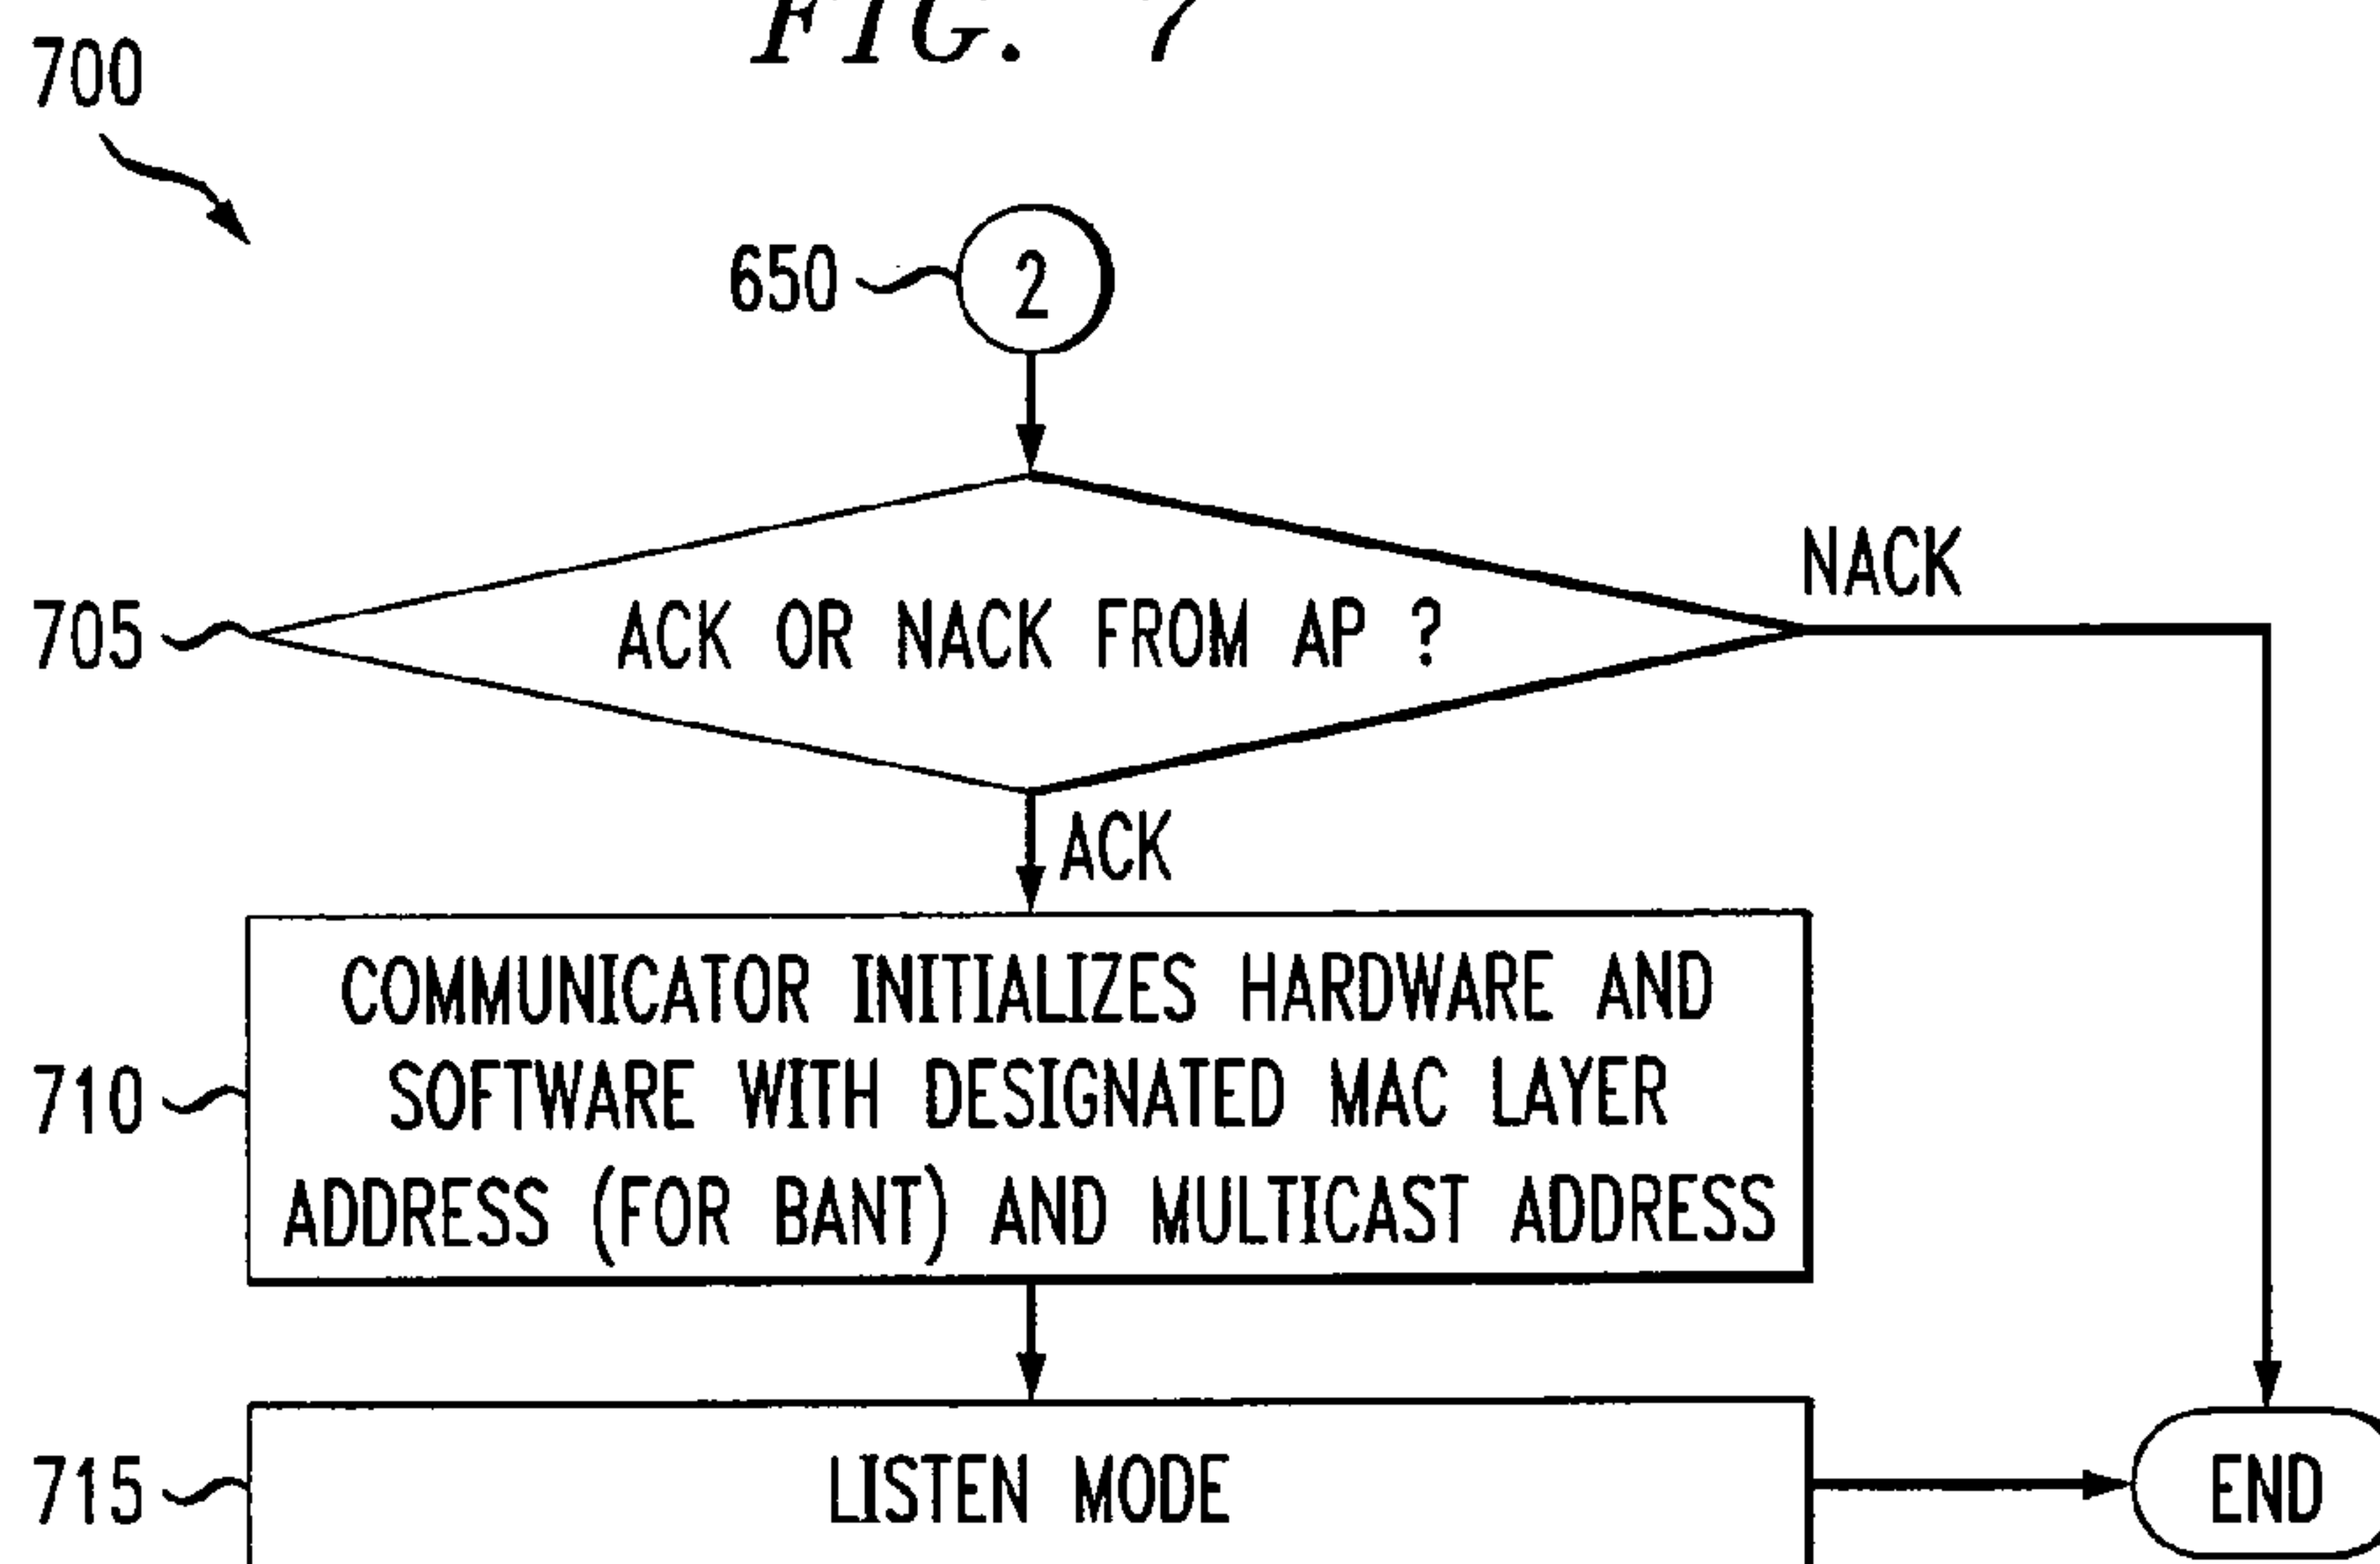 FIG. 7
700
650
2
NACK
705
ACK OR NACK FROM AP ?
ACK
COMMUNICATOR INITIALIZES HARDWARE AND
710
SOFTWARE WITH DESIGNATED MAC LAYER
ADDRESS (FOR BANT) AND MULTICAST ADDRESS
715
LISTEN MODE
END